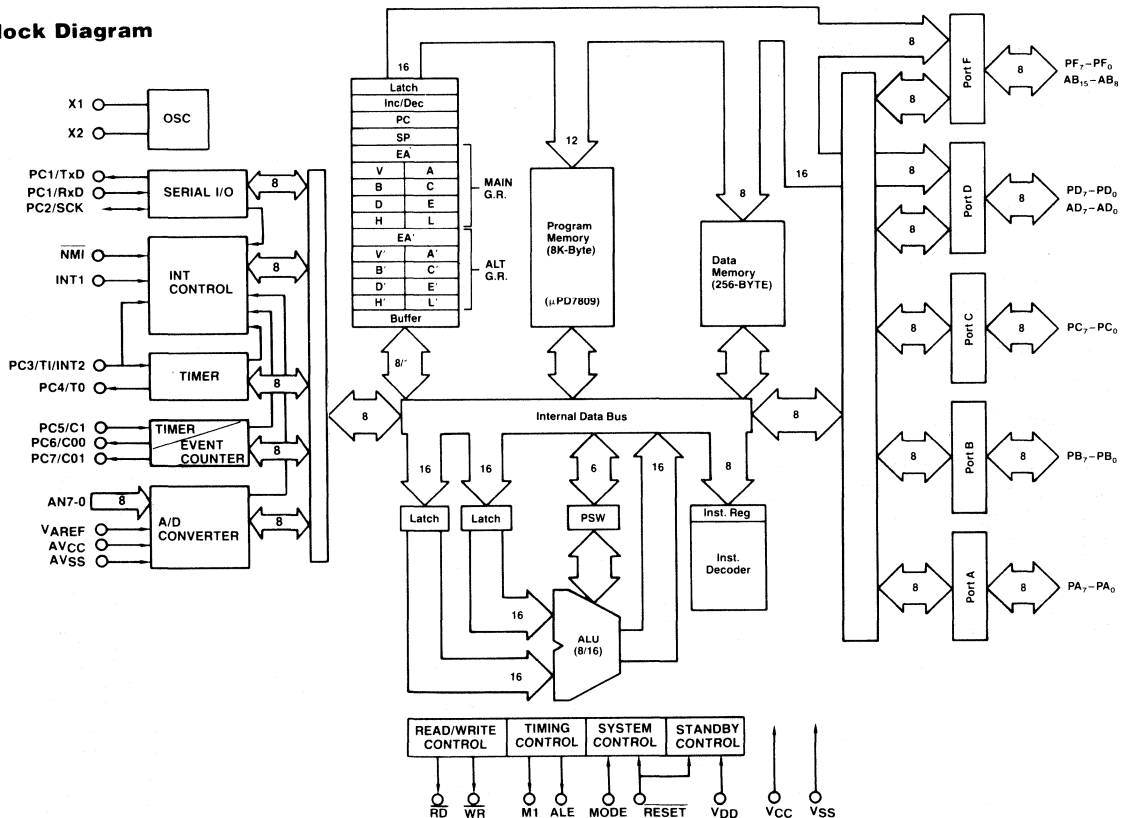 lock Diagram
X1
X2
OSC
PC1/TxD
PC1/RxD
PC2/SCK
SERIAL I/O
8
NMI
INT1
INT
CONTROL
8
PC3/TI/INT2
PC4/T0
TIMER
8
PC5/C1
PC6/C00
PC7/C01
TIMER
EVENT
COUNTER
8
AN7-0
8
VAREF
AVCC
AVSS
A/D
CONVERTER
8
16
Latch
Inc/Dec
PC
SP
EA
V A
B C
D E
H L
MAIN
G.R.
EA'
V' A'
B' C'
D' E'
H' L'
ALT
G.R.
Buffer
12
Program
Memory
(8K-Byte)
(μPD7809)
8
Data
Memory
(256-BYTE)
16
8
Internal Data Bus
8
16
16
6
16
8
Latch
Latch
PSW
Inst. Reg
Inst.
Decoder
16
16
ALU
(8/16)
8
8
Port F
8
PF7–PF0
AB15–AB8
8
8
Port D
8
PD7–PD0
AD7–AD0
8
Port C
8
PC7–PC0
8
Port B
8
PB7–PB0
8
Port A
8
PA7–PA0
READ/WRITE
CONTROL
TIMING
CONTROL
SYSTEM
CONTROL
STANDBY
CONTROL
RD
WR
M1
ALE
MODE
RESET
VDD
VCC
VSS